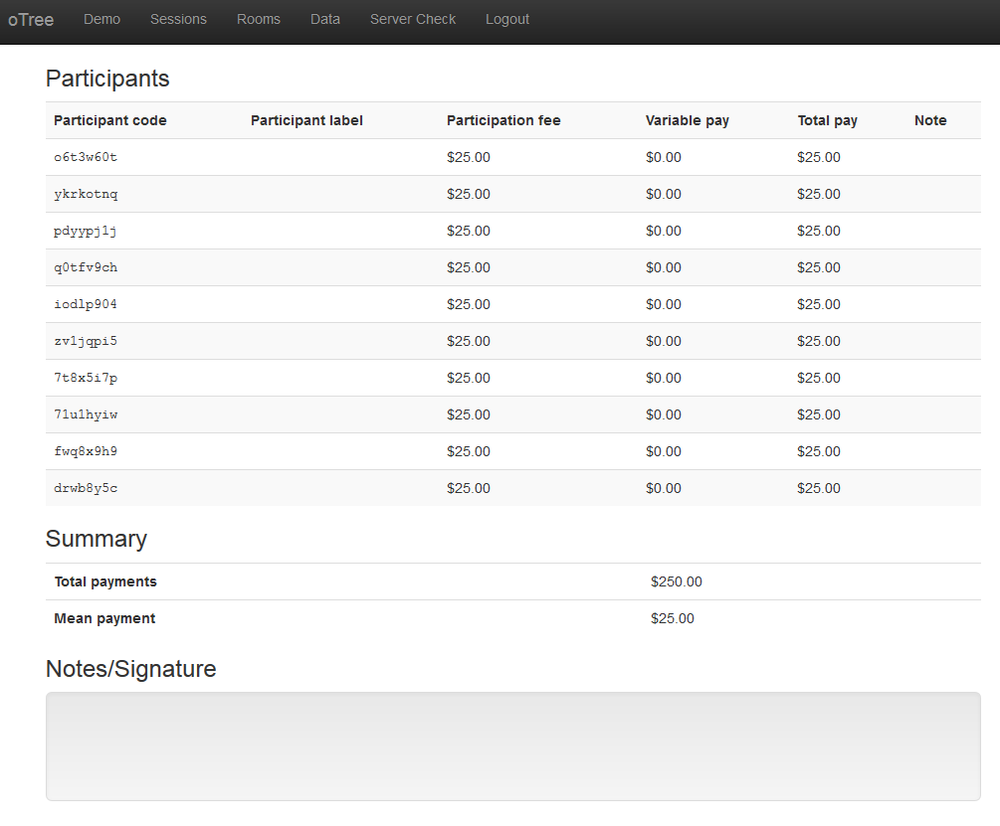 oTree Demo Sessions Rooms Data Server Check Logout
Participants
Participant code Participant label Participation fee Variable pay Total pay Note
o6t3w60t $25.00 $0.00 $25.00
ykrkotnq $25.00 $0.00 $25.00
pdyypj1j $25.00 $0.00 $25.00
q0tfv9ch $25.00 $0.00 $25.00
iodlp904 $25.00 $0.00 $25.00
zv1jqpi5 $25.00 $0.00 $25.00
7t8x5i7p $25.00 $0.00 $25.00
7lu1hyiw $25.00 $0.00 $25.00
fwq8x9h9 $25.00 $0.00 $25.00
drwb8y5c $25.00 $0.00 $25.00
Summary
Total payments $250.00
Mean payment $25.00
Notes/Signature